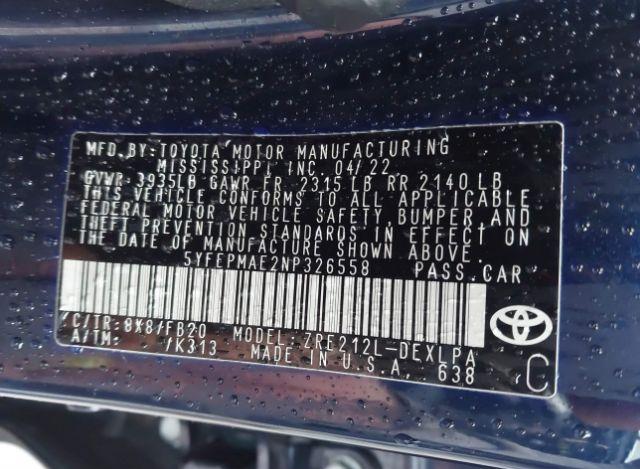 MFD.BY:TOYOTA MOTOR MANUFACTURING
MISSISSIPPI, INC. 04/22
GVWR 3935LB GAWR FR 2315 LB RR 2140 LB
THIS VEHICLE CONFORMS TO ALL APPLICABLE
FEDERAL MOTOR VEHICLE SAFETY, BUMPER AND
THEFT PREVENTION STANDARDS IN EFFECT ON
THE DATE OF MANUFACTURE SHOWN ABOVE.
5YFEPMAE2NP326558 PASS.CAR
C/TR:8X8/FB20 MODEL: ZRE212L-DEXLPA
A/TM: /K313 MADE IN U.S.A. 638
C